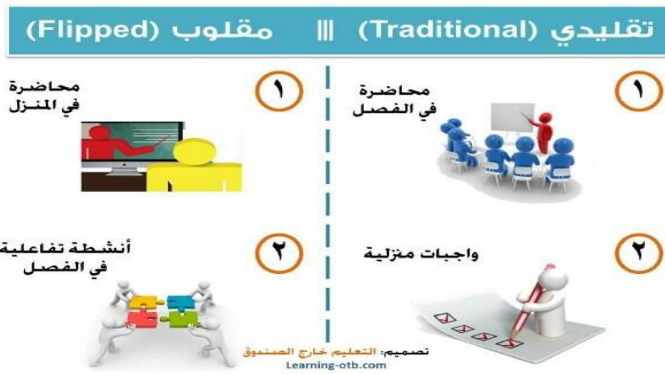 تقليدي (Traditional) ||| مقلوب (Flipped)
١
محاضرة
في الفصل
٢
واجبات منزلية
١
محاضرة
في المنزل
٢
أنشطة تفاعلية
في الفصل
تصميم: التعليم خارج الصندوق
Learning-otb.com